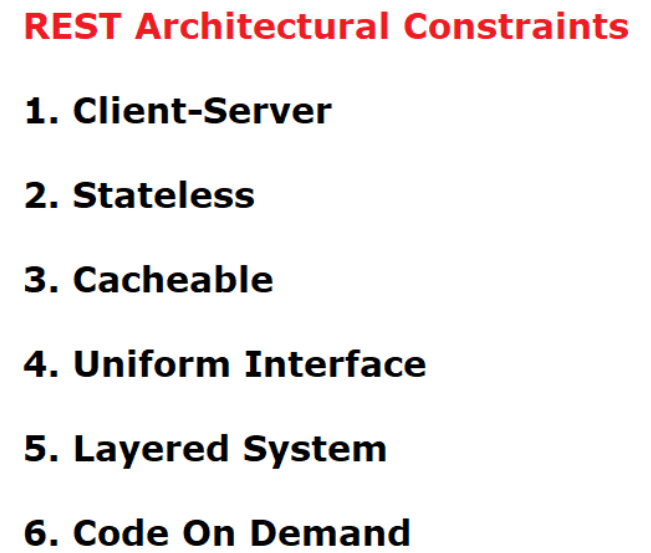 REST Architectural Constraints
1. Client-Server
2. Stateless
3. Cacheable
4. Uniform Interface
5. Layered System
6. Code On Demand